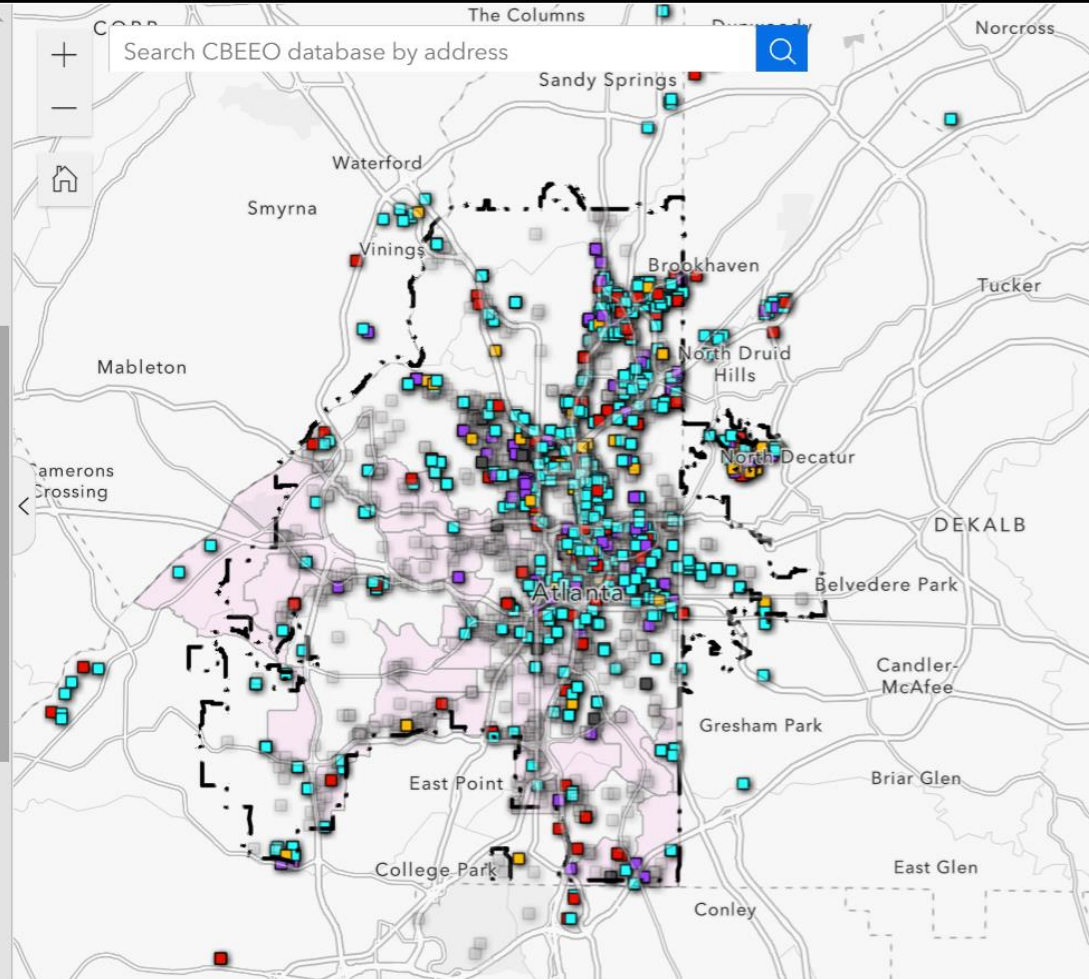 The Columns
Norcross
Search CBEEO database by address
Sandy Springs
Waterford
Smyrna
Vinings
Brookhaven
Tucker
Mableton
North Druid
Hills
North Decatur
Camerons
Crossing
DEKALB
Atlanta
Belvedere Park
Candler-
McAfee
Gresham Park
East Point
Briar Glen
College Park
East Glen
Conley